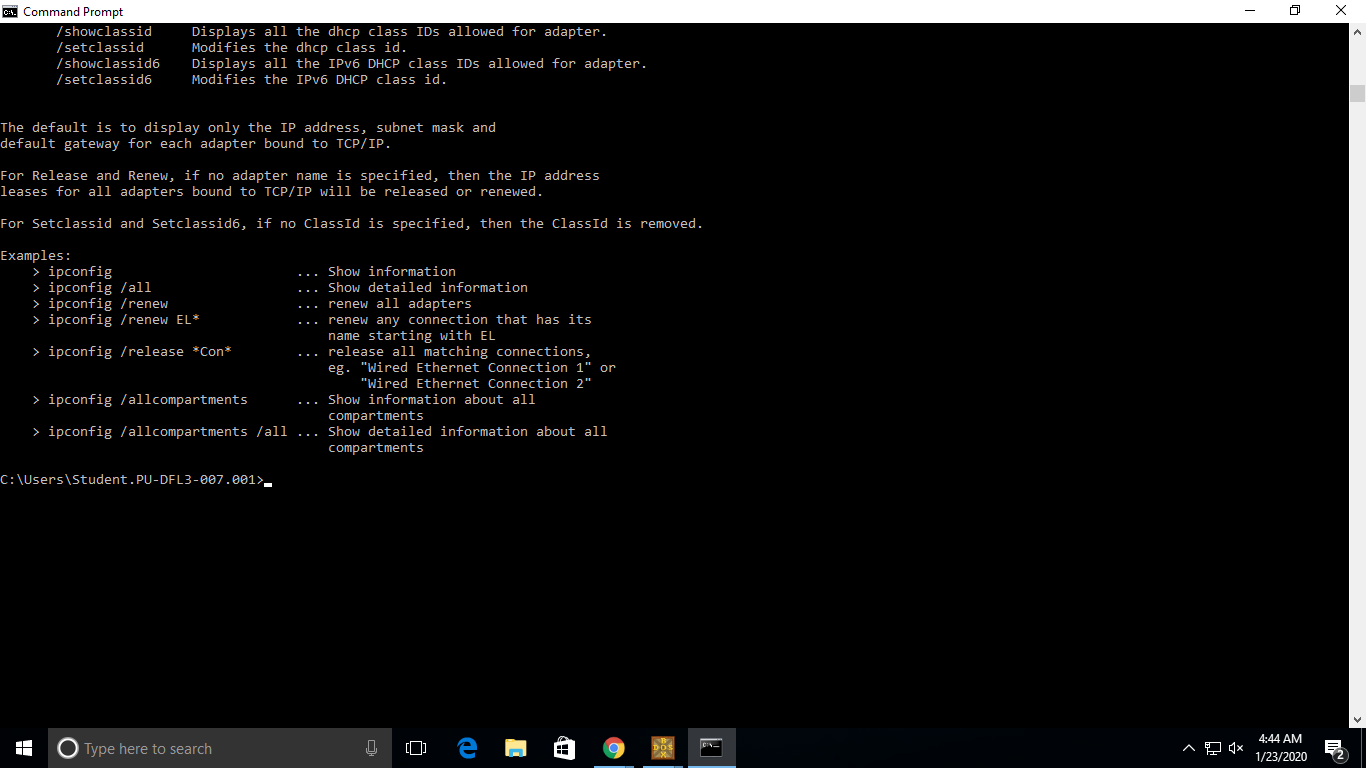 Command Prompt
/showclassid     Displays all the dhcp class IDs allowed for adapter.
/setclassid      Modifies the dhcp class id.
/showclassid6    Displays all the IPv6 DHCP class IDs allowed for adapter.
/setclassid6     Modifies the IPv6 DHCP class id.
The default is to display only the IP address, subnet mask and
default gateway for each adapter bound to TCP/IP.
For Release and Renew, if no adapter name is specified, then the IP address
leases for all adapters bound to TCP/IP will be released or renewed.
For Setclassid and Setclassid6, if no ClassId is specified, then the ClassId is removed.
Examples:
> ipconfig                       ... Show information
> ipconfig /all                  ... Show detailed information
> ipconfig /renew                ... renew all adapters
> ipconfig /renew EL*            ... renew any connection that has its
name starting with EL
> ipconfig /release *Con*        ... release all matching connections,
eg. "Wired Ethernet Connection 1" or
"Wired Ethernet Connection 2"
> ipconfig /allcompartments      ... Show information about all
compartments
> ipconfig /allcompartments /all ... Show detailed information about all
compartments
C:\Users\Student.PU-DFL3-007.001>
Type here to search
DOS
BOX
4:44 AM
1/23/2020
2